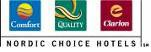 Comfort QUALITY Clarion
NORDIC CHOICE HOTELS